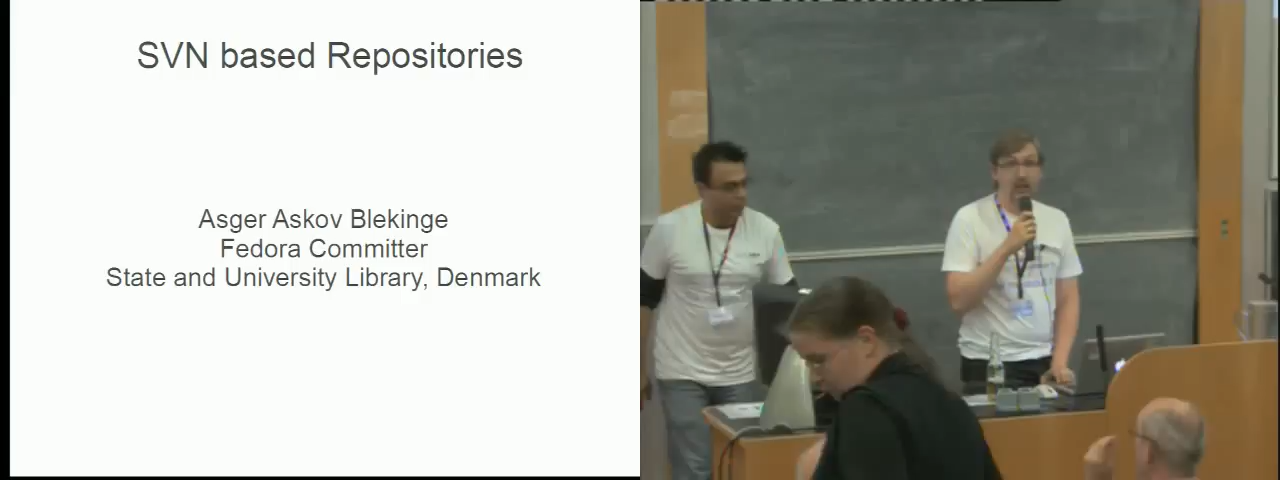 SVN based Repositories
Asger Askov Blekinge
Fedora Committer
State and University Library, Denmark